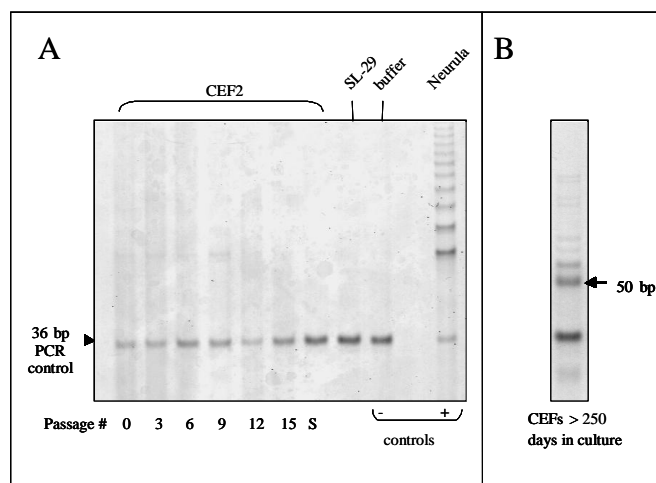 A
B
CEF2
SL-29
buffer
Neurula
36 bp
PCR
control
50 bp
Passage # 0 3 6 9 12 15 S
- +
controls
CEFs > 250
days in culture